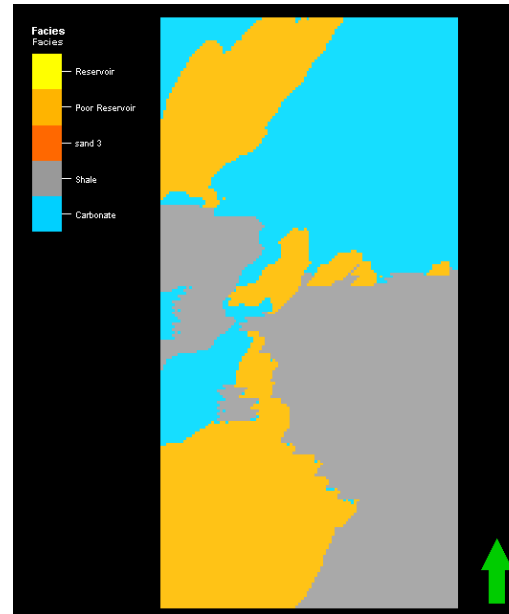 Facies
Facies
Reservoir
Poor Reservoir
sand 3
Shale
Carbonate